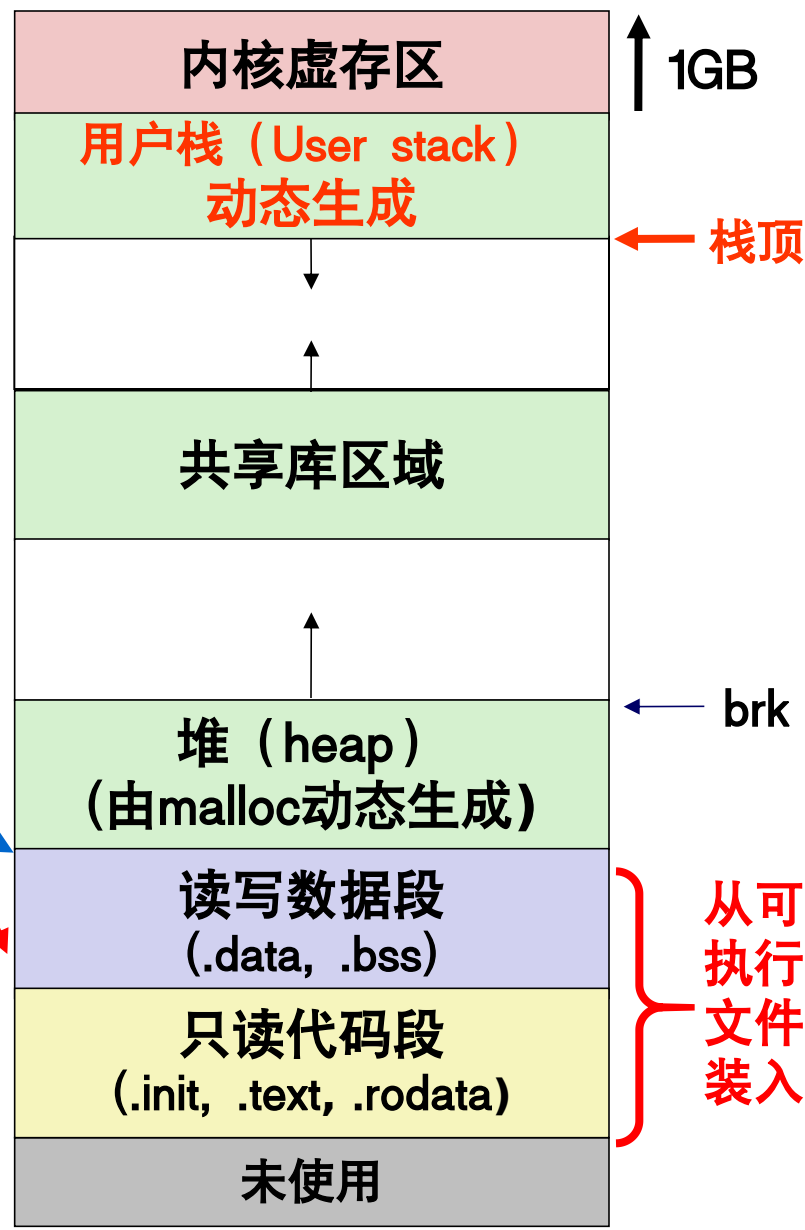 内核虚存区
1GB
用户栈（User stack）
动态生成
栈顶
共享库区域
brk
堆（heap）
(由malloc动态生成)
读写数据段
(.data, .bss)
从可
执行
文件
装入
只读代码段
(.init, .text, .rodata)
未使用